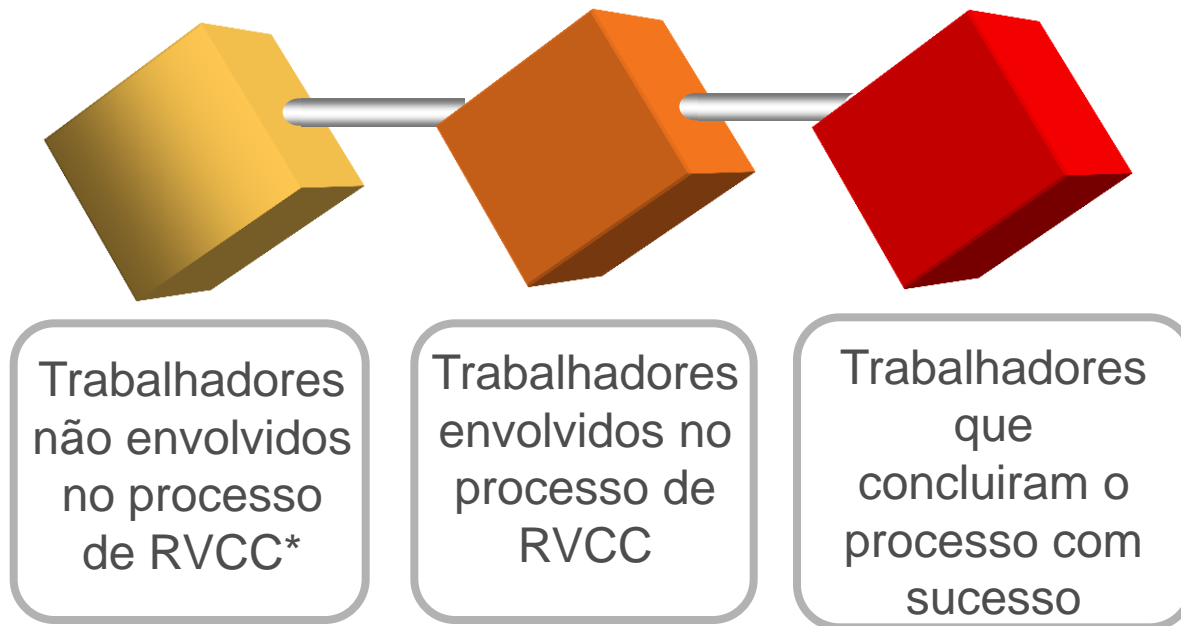 Trabalhadores
não envolvidos
no processo
de RVCC*
Trabalhadores
envolvidos no
processo de
RVCC
Trabalhadores
que
concluiram o
processo com
sucesso